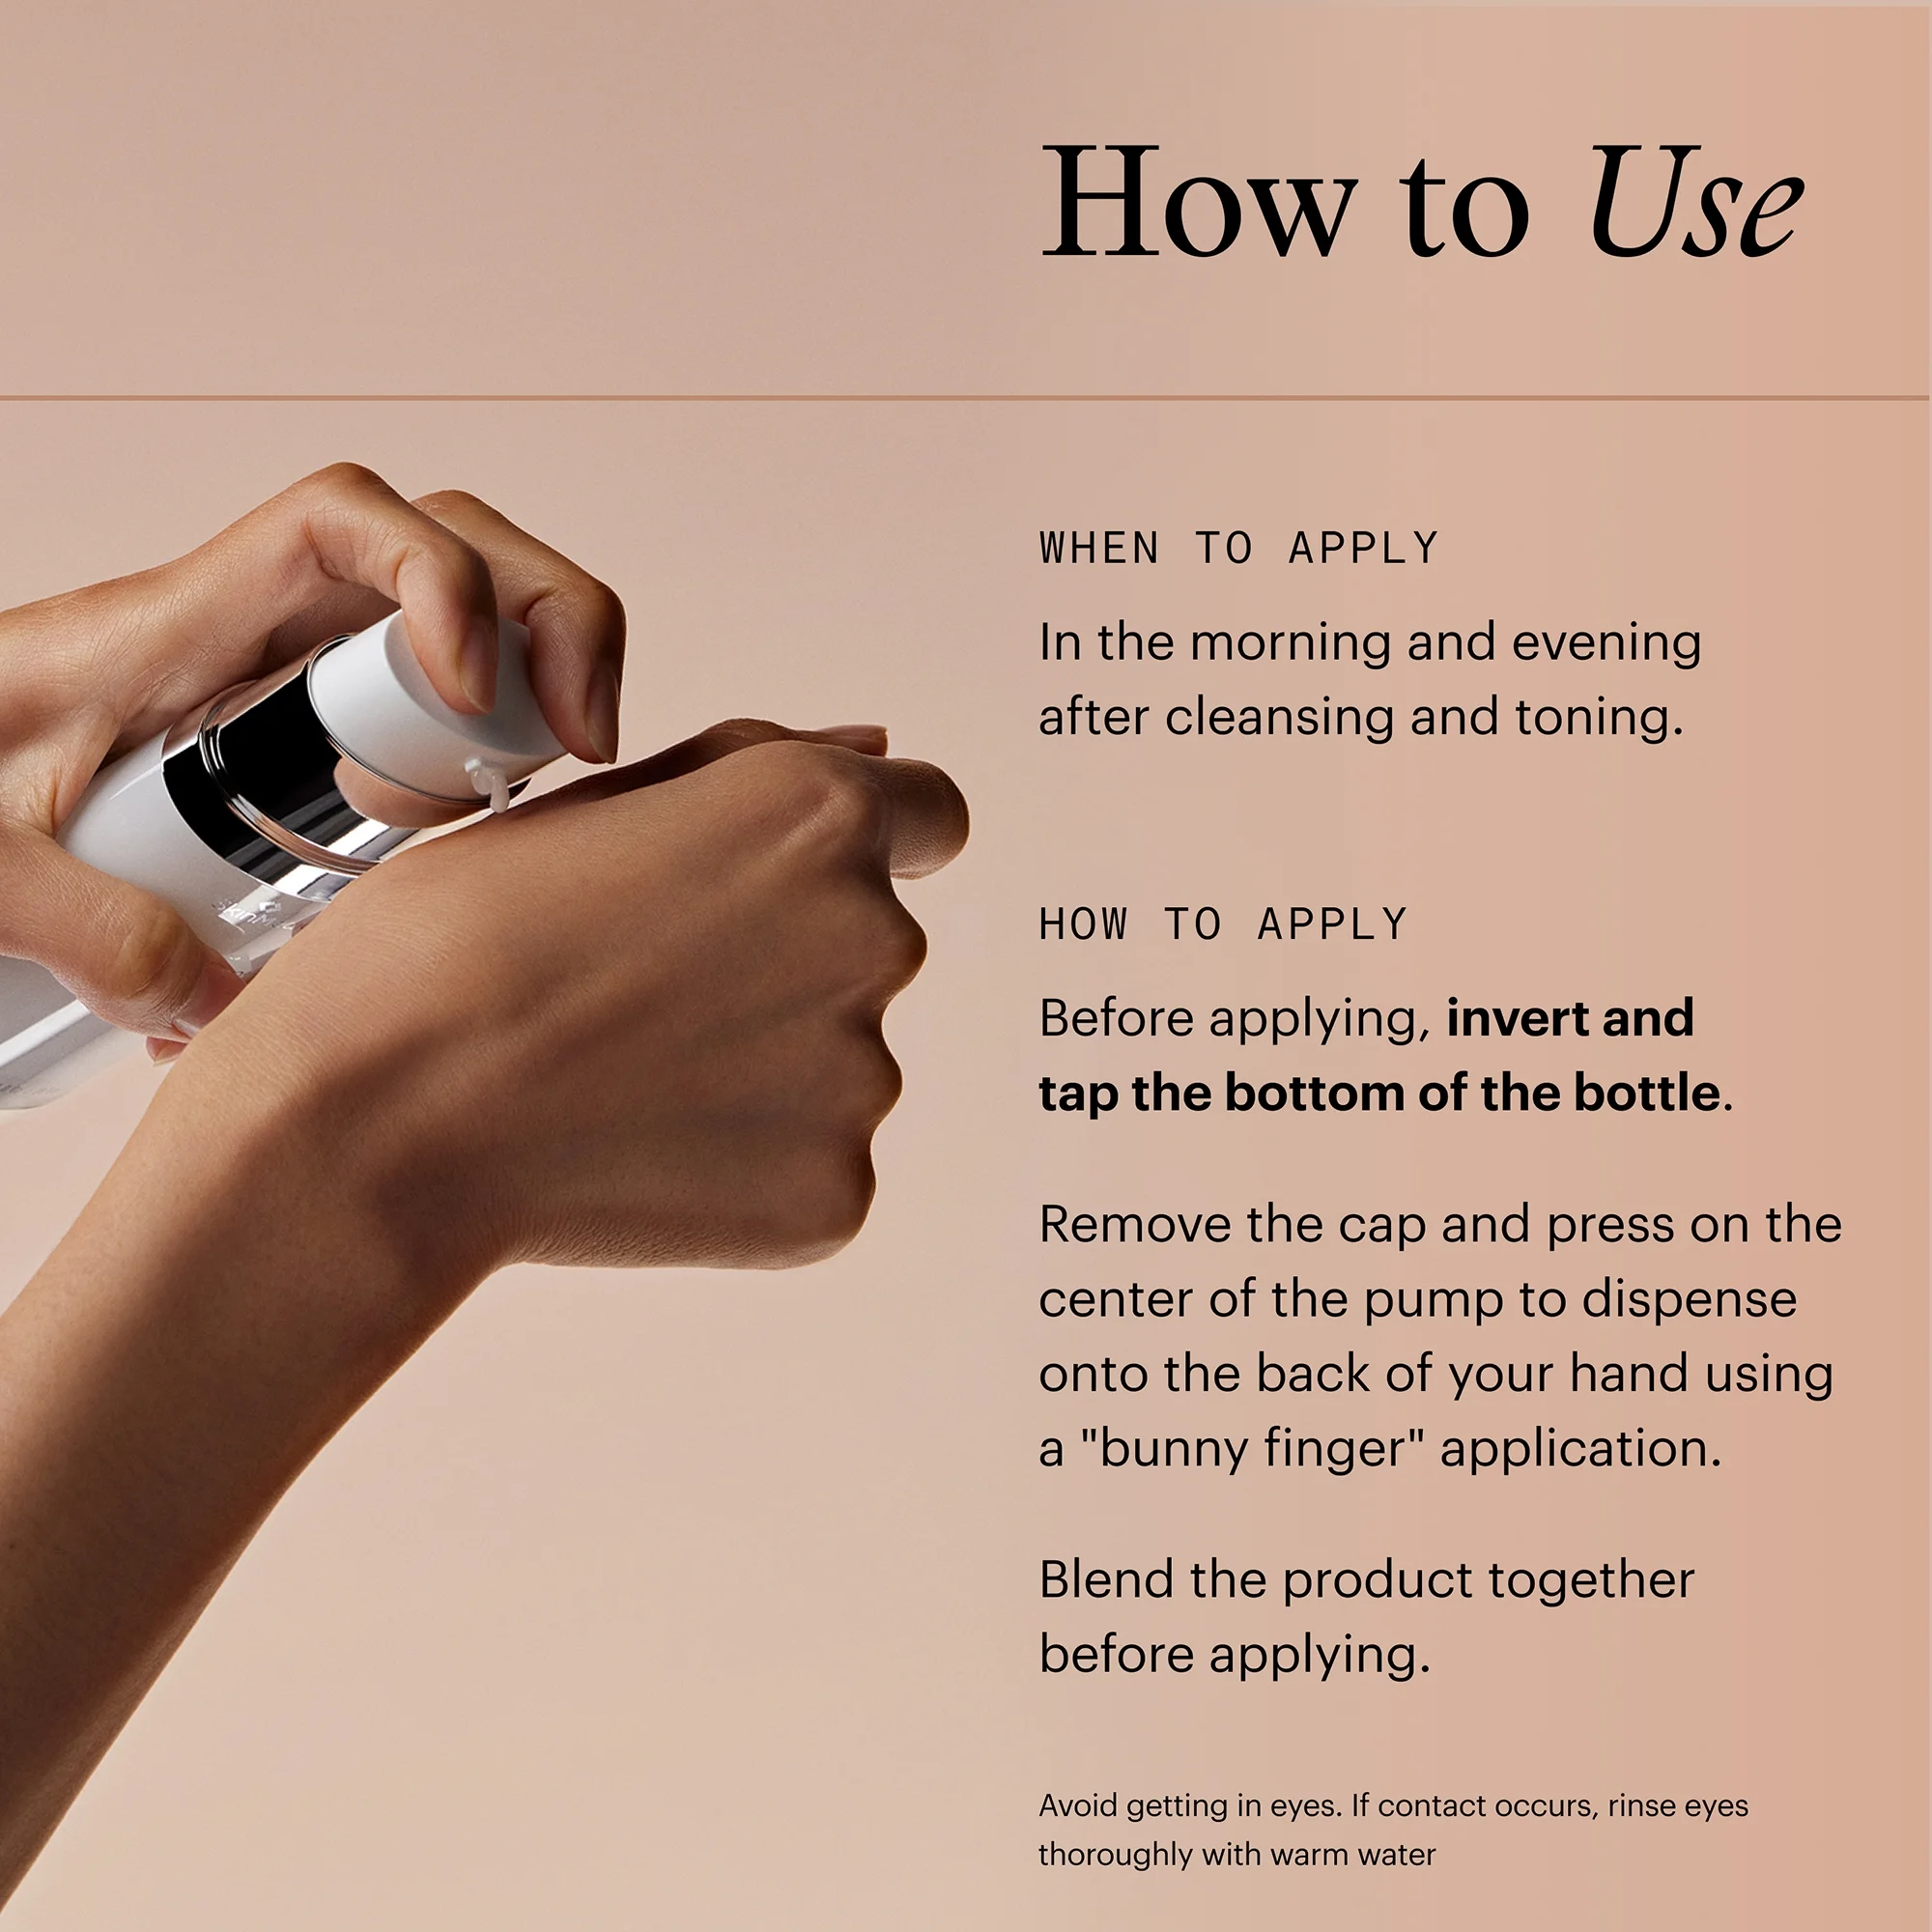 How to Use
WHEN TO APPLY
In the morning and evening
after cleansing and toning.
HOW TO APPLY
Before applying, invert and
tap the bottom of the bottle.
Remove the cap and press on the
center of the pump to dispense
onto the back of your hand using
a "bunny finger" application.
Blend the product together
before applying.
Avoid getting in eyes. If contact occurs, rinse eyes
thoroughly with warm water